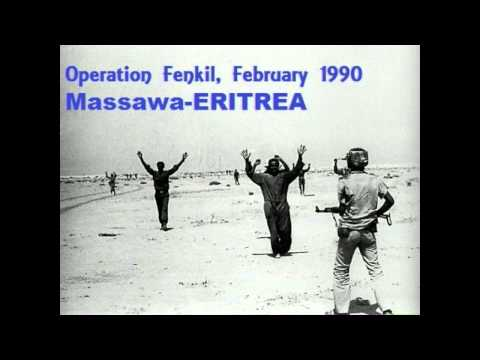 Operation Fenkil, February 1990
Massawa-ERITREA